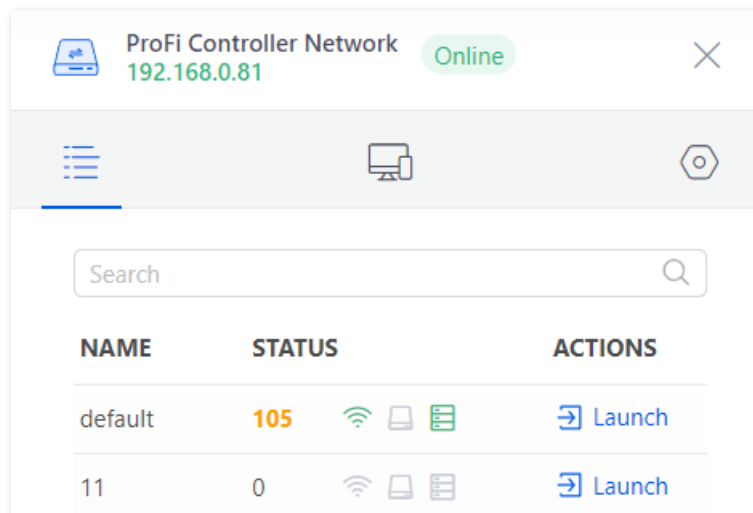 ProFi Controller Network
192.168.0.81
Online
Search
NAME STATUS ACTIONS
default 105 Launch
11 0 Launch